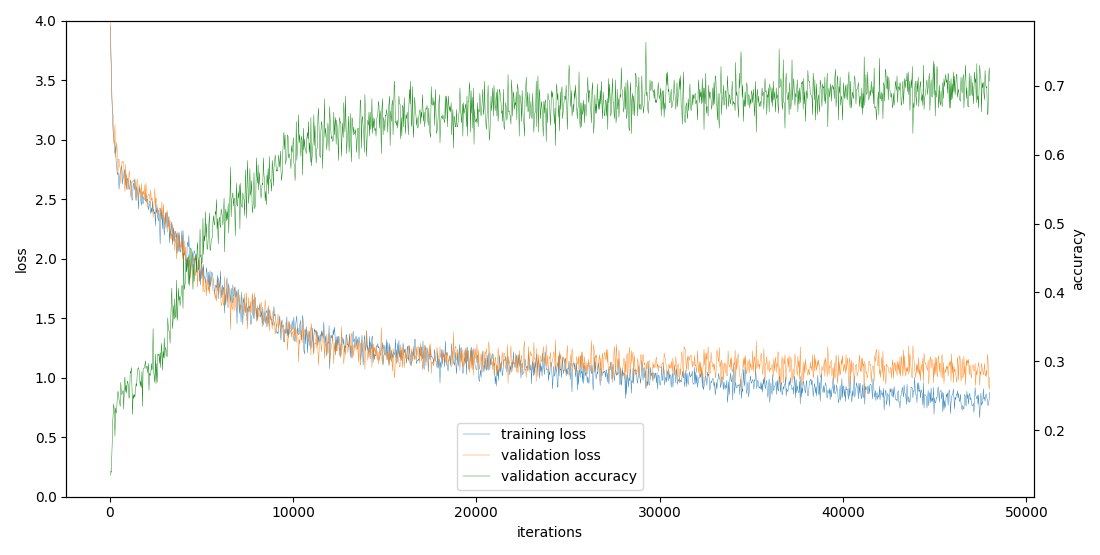 4.0
3.5
3.0
2.5
2.0
1.5
1.0
0.5
0.0
loss
0.7
0.6
0.5
0.4
0.3
0.2
accuracy
training loss
validation loss
validation accuracy
0 10000 20000 30000 40000 50000
iterations